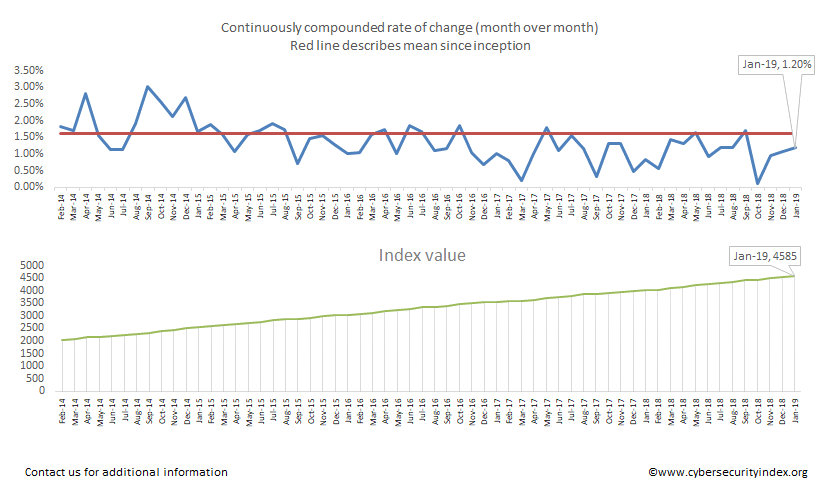 Continuously compounded rate of change (month over month)
Red line describes mean since inception
Jan-19, 1.20%
3.50%
3.00%
2.50%
2.00%
1.50%
1.00%
0.50%
0.00%
Feb-14 Mar-14 Apr-14 May-14 Jun-14 Jul-14 Aug-14 Sep-14 Oct-14 Nov-14 Dec-14 Jan-15 Feb-15 Mar-15 Apr-15 May-15 Jun-15 Jul-15 Aug-15 Sep-15 Oct-15 Nov-15 Dec-15 Jan-16 Feb-16 Mar-16 Apr-16 May-16 Jun-16 Jul-16 Aug-16 Sep-16 Oct-16 Nov-16 Dec-16 Jan-17 Feb-17 Mar-17 Apr-17 May-17 Jun-17 Jul-17 Aug-17 Sep-17 Oct-17 Nov-17 Dec-17 Jan-18 Feb-18 Mar-18 Apr-18 May-18 Jun-18 Jul-18 Aug-18 Sep-18 Oct-18 Nov-18 Dec-18 Jan-19
Index value
Jan-19, 4585
5000
4500
4000
3500
3000
2500
2000
1500
1000
500
0
Feb-14 Mar-14 Apr-14 May-14 Jun-14 Jul-14 Aug-14 Sep-14 Oct-14 Nov-14 Dec-14 Jan-15 Feb-15 Mar-15 Apr-15 May-15 Jun-15 Jul-15 Aug-15 Sep-15 Oct-15 Nov-15 Dec-15 Jan-16 Feb-16 Mar-16 Apr-16 May-16 Jun-16 Jul-16 Aug-16 Sep-16 Oct-16 Nov-16 Dec-16 Jan-17 Feb-17 Mar-17 Apr-17 May-17 Jun-17 Jul-17 Aug-17 Sep-17 Oct-17 Nov-17 Dec-17 Jan-18 Feb-18 Mar-18 Apr-18 May-18 Jun-18 Jul-18 Aug-18 Sep-18 Oct-18 Nov-18 Dec-18 Jan-19
Contact us for additional information
©www.cybersecurityindex.org